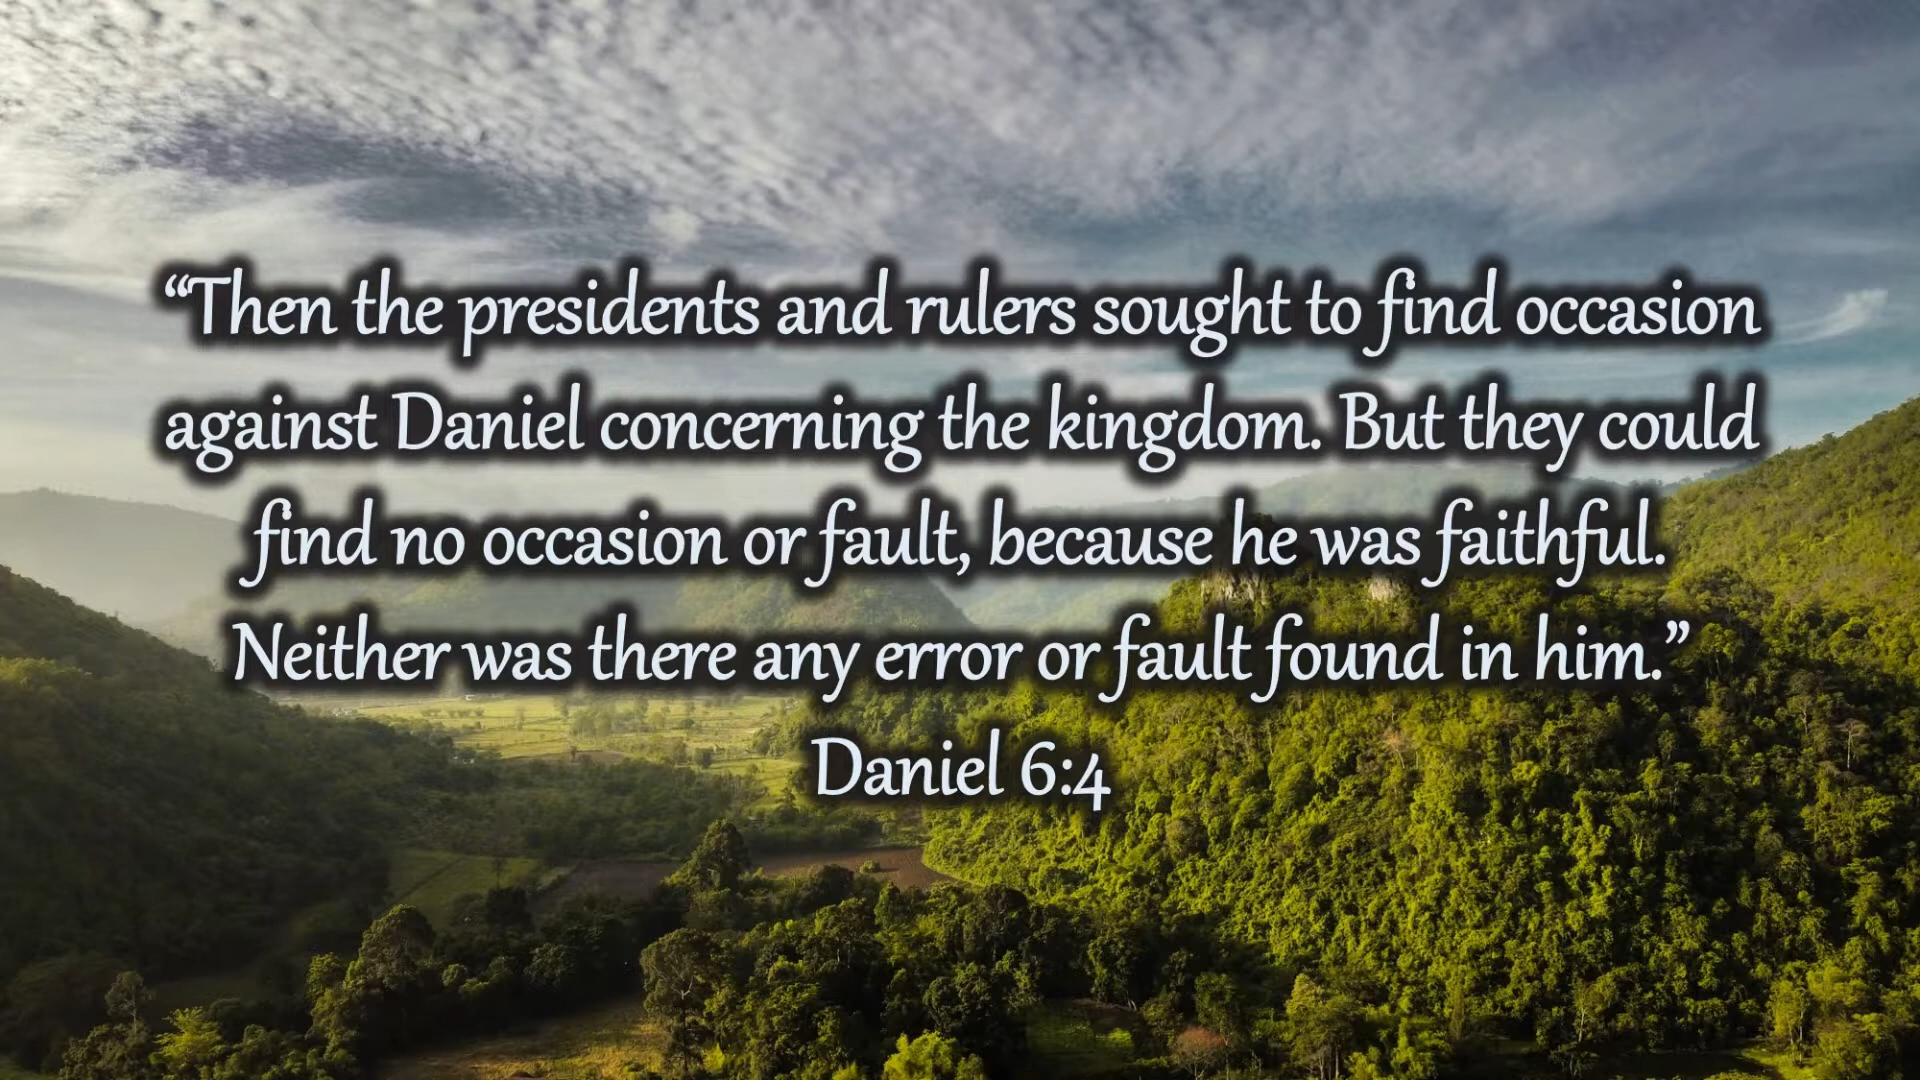 “Then the presidents and rulers sought to find occasion
against Daniel concerning the kingdom. But they could
find no occasion or fault, because he was faithful.
Neither was there any error or fault found in him.”
Daniel 6:4